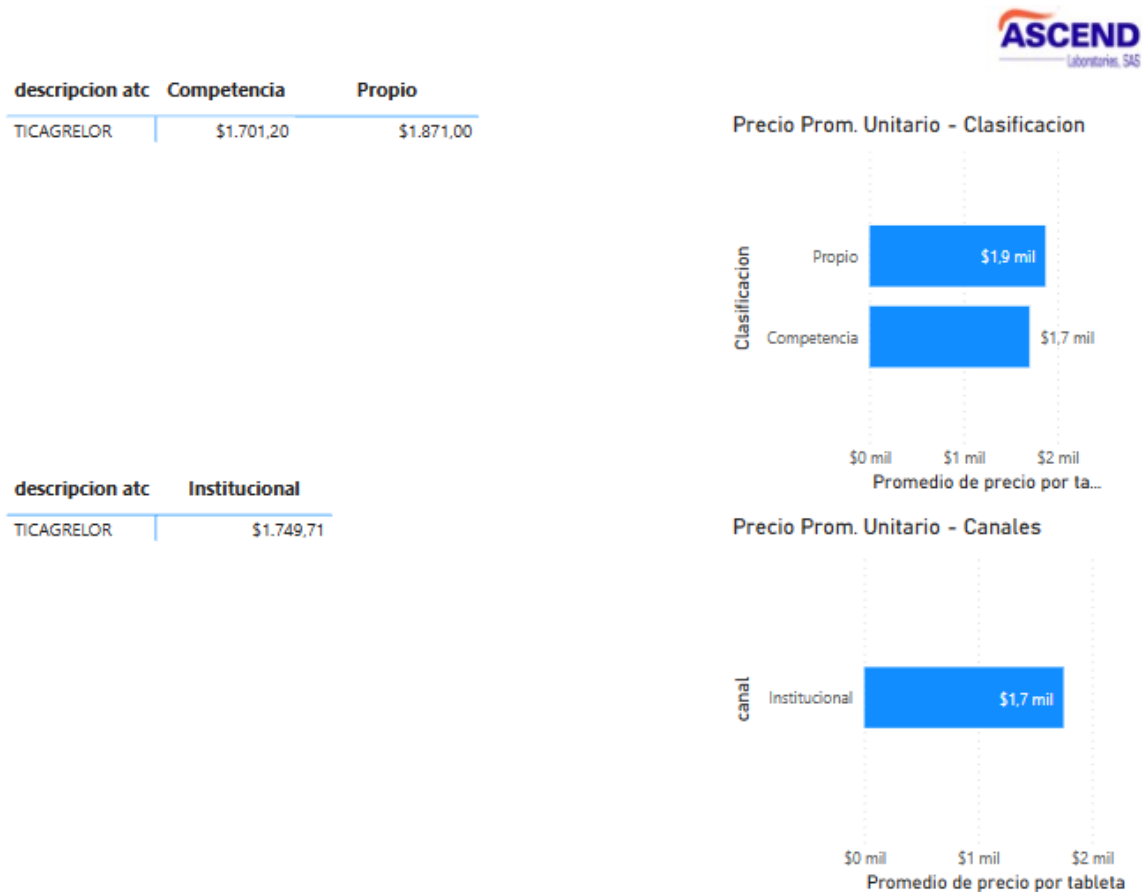 ASCEND
Laboratories, SAS
descripcion atc Competencia Propio
TICAGRELOR $1.701,20 $1.871,00
Precio Prom. Unitario - Clasificacion
Clasificacion
Propio $1,9 mil
Competencia $1,7 mil
$0 mil $1 mil $2 mil
Promedio de precio por ta...
descripcion atc Institucional
TICAGRELOR $1.749,71
Precio Prom. Unitario - Canales
canal
Institucional $1,7 mil
$0 mil $1 mil $2 mil
Promedio de precio por tableta